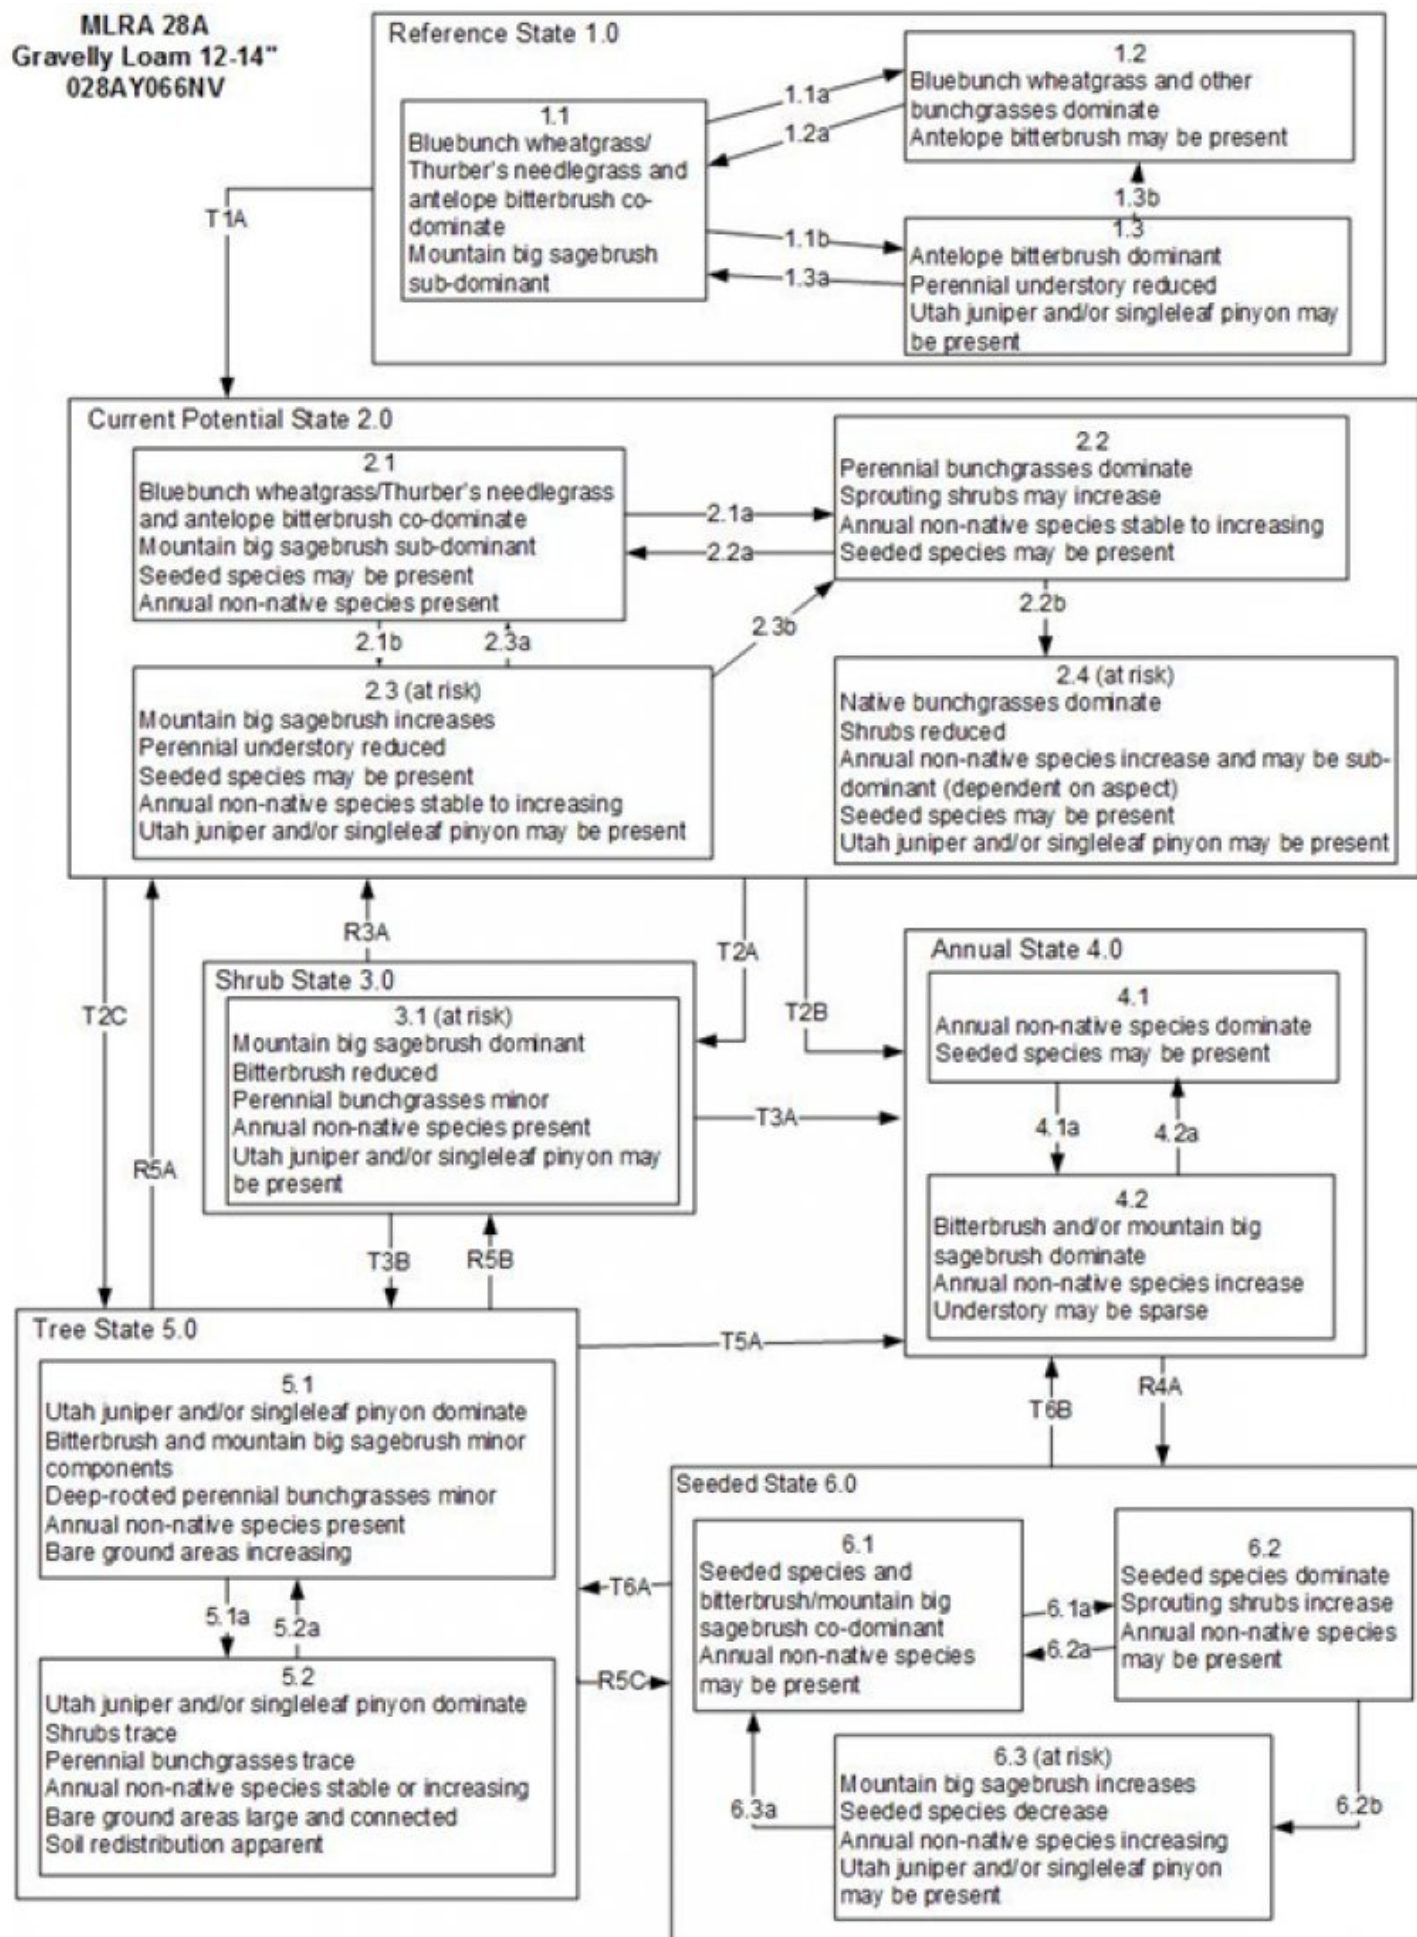 MLRA 28A
Gravelly Loam 12-14"
028AY066NV
Reference State 1.0
1.1
Bluebunch wheatgrass/
Thurber's needlegrass and
antelope bitterbrush co-
dominate
Mountain big sagebrush
sub-dominant
1.1a
1.2a
1.2
Bluebunch wheatgrass and other
bunchgrasses dominate
Antelope bitterbrush may be present
1.3b
1.1b
1.3a
1.3
Antelope bitterbrush dominant
Perennial understory reduced
Utah juniper and/or singleleaf pinyon may
be present
T1A
Current Potential State 2.0
2.1
Bluebunch wheatgrass/Thurber's needlegrass
and antelope bitterbrush co-dominate
Mountain big sagebrush sub-dominant
Seeded species may be present
Annual non-native species present
2.1a
2.2a
2.2
Perennial bunchgrasses dominate
Sprouting shrubs may increase
Annual non-native species stable to increasing
Seeded species may be present
2.1b
2.3a
2.3b
2.2b
2.3 (at risk)
Mountain big sagebrush increases
Perennial understory reduced
Seeded species may be present
Annual non-native species stable to increasing
Utah juniper and/or singleleaf pinyon may be present
2.4 (at risk)
Native bunchgrasses dominate
Shrubs reduced
Annual non-native species increase and may be sub-
dominant (dependent on aspect)
Seeded species may be present
Utah juniper and/or singleleaf pinyon may be present
T2C
R5A
R3A
T2A
T2B
Shrub State 3.0
3.1 (at risk)
Mountain big sagebrush dominant
Bitterbrush reduced
Perennial bunchgrasses minor
Annual non-native species present
Utah juniper and/or singleleaf pinyon may
be present
T3A
T3B
R5B
Annual State 4.0
4.1
Annual non-native species dominate
Seeded species may be present
4.1a
4.2a
4.2
Bitterbrush and/or mountain big
sagebrush dominate
Annual non-native species increase
Understory may be sparse
Tree State 5.0
5.1
Utah juniper and/or singleleaf pinyon dominate
Bitterbrush and mountain big sagebrush minor
components
Deep-rooted perennial bunchgrasses minor
Annual non-native species present
Bare ground areas increasing
5.1a
5.2a
5.2
Utah juniper and/or singleleaf pinyon dominate
Shrubs trace
Perennial bunchgrasses trace
Annual non-native species stable or increasing
Bare ground areas large and connected
Soil redistribution apparent
T5A
T6B
R4A
T6A
R5C
Seeded State 6.0
6.1
Seeded species and
bitterbrush/mountain big
sagebrush co-dominant
Annual non-native species
may be present
6.1a
6.2a
6.2
Seeded species dominate
Sprouting shrubs increase
Annual non-native species
may be present
6.3a
6.2b
6.3 (at risk)
Mountain big sagebrush increases
Seeded species decrease
Annual non-native species increasing
Utah juniper and/or singleleaf pinyon
may be present